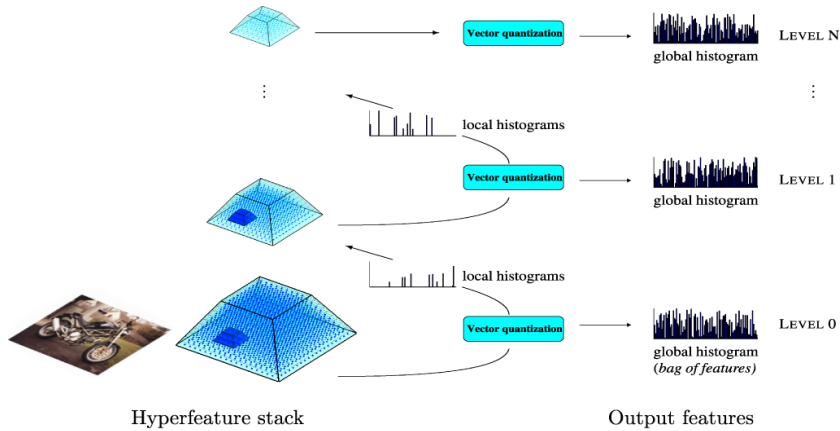 Vector quantization
LEVEL N
global histogram
⋮
⋮
local histograms
Vector quantization
LEVEL 1
global histogram
local histograms
Vector quantization
LEVEL 0
global histogram
(bag of features)
Hyperfeature stack
Output features